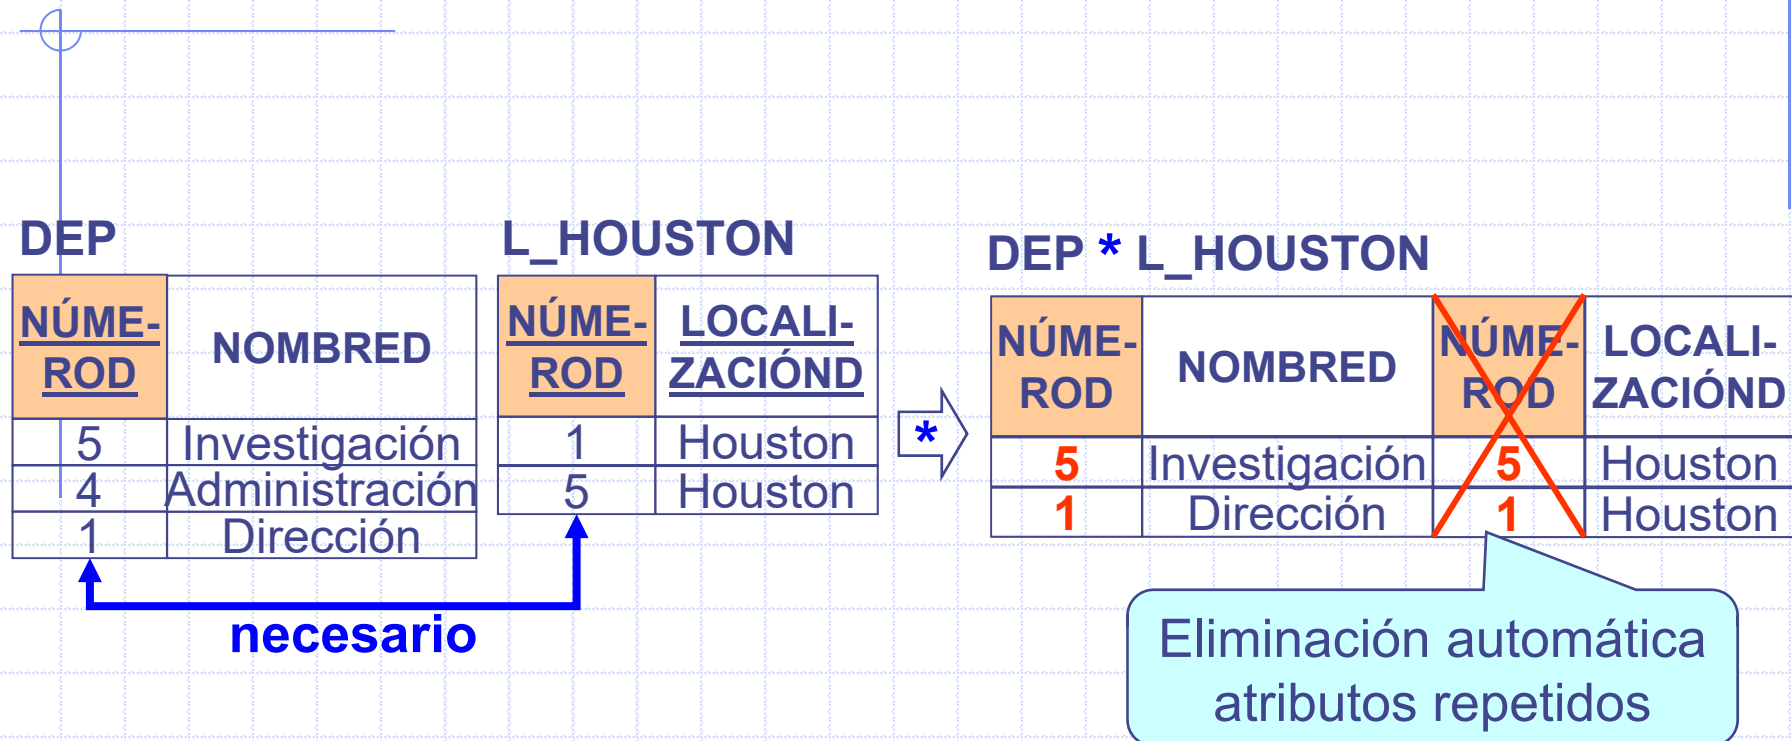 DEP
NÚME-
ROD
NOMBRED
5 Investigación
4 Administración
1 Dirección
necesario
L_HOUSTON
NÚME-
ROD
LOCALI-
ZACIÓND
1 Houston
5 Houston
*
DEP * L_HOUSTON
NÚME-
ROD
NOMBRED
NÚME-
ROD
LOCALI-
ZACIÓND
5 Investigación 5 Houston
1 Dirección 1 Houston
Eliminación automática
atributos repetidos